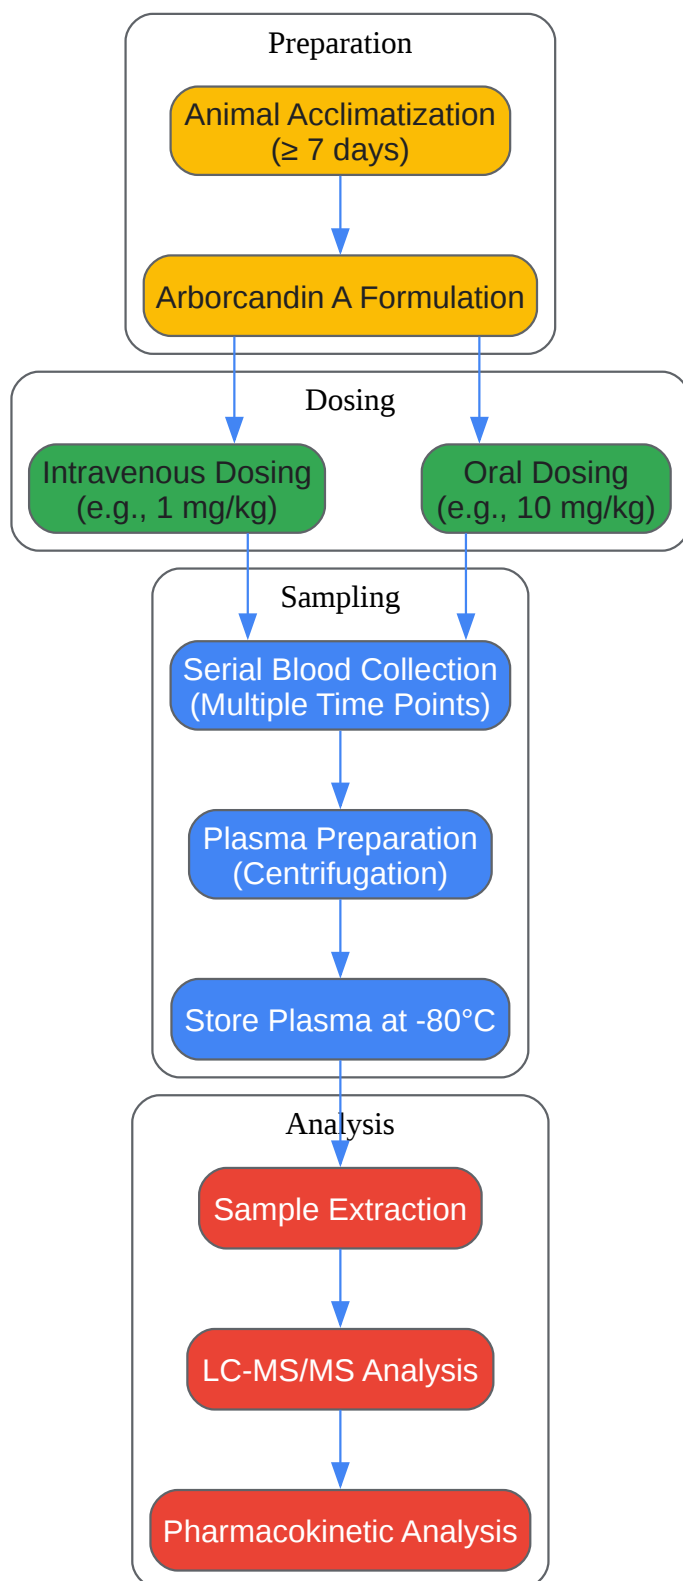 Preparation
Animal Acclimatization
(≥ 7 days)
Arborcandin A Formulation
Dosing
Intravenous Dosing
(e.g., 1 mg/kg)
Oral Dosing
(e.g., 10 mg/kg)
Sampling
Serial Blood Collection
(Multiple Time Points)
Plasma Preparation
(Centrifugation)
Store Plasma at -80°C
Analysis
Sample Extraction
LC-MS/MS Analysis
Pharmacokinetic Analysis